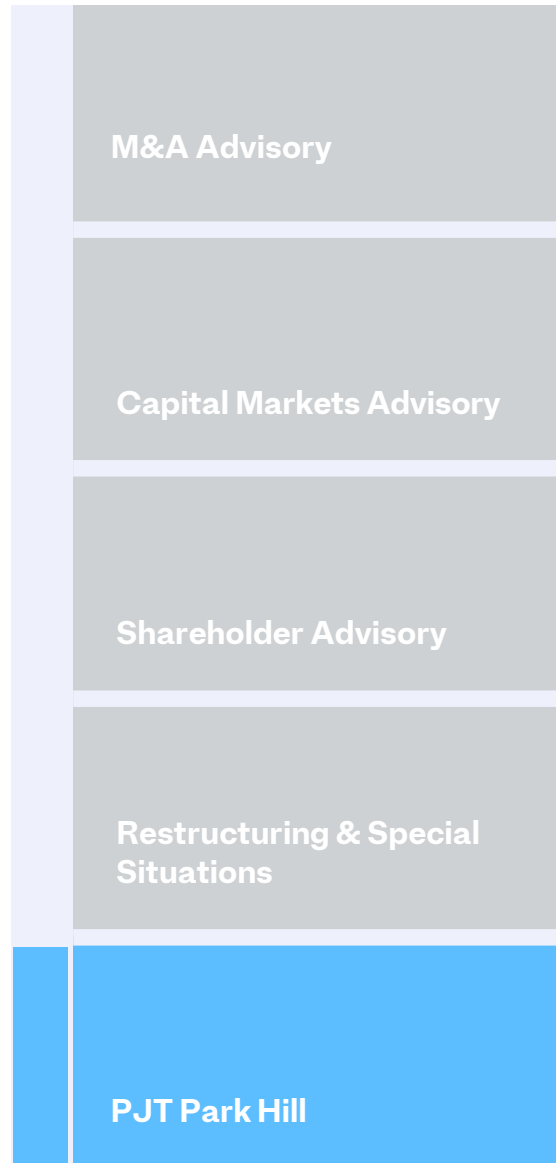 M&A Advisory
Capital Markets Advisory
Shareholder Advisory
Restructuring & Special
Situations
PJT Park Hill